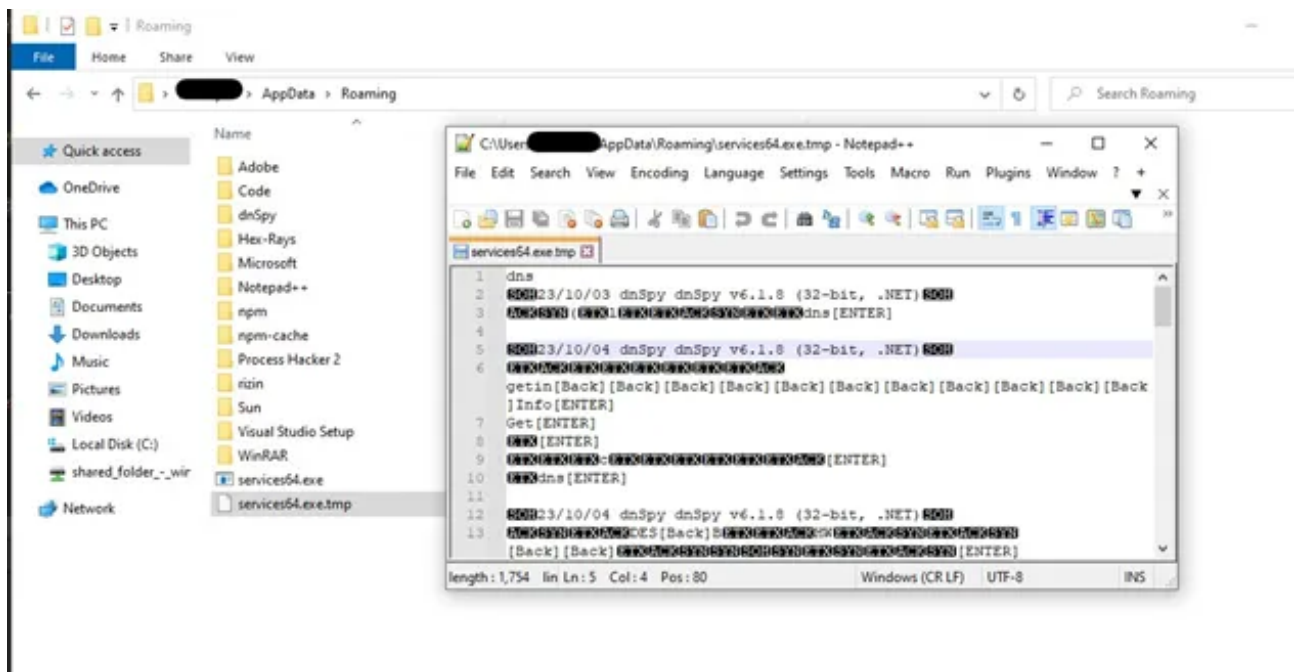 Roaming
File Home Share View
AppData › Roaming
Search Roaming
Name
Quick access
OneDrive
This PC
3D Objects
Desktop
Documents
Downloads
Music
Pictures
Videos
Local Disk (C:)
shared_folder_-_wir
Network
Adobe
Code
dnSpy
Hex-Rays
Microsoft
Notepad++
npm
npm-cache
Process Hacker 2
rizin
Sun
Visual Studio Setup
WinRAR
services64.exe
services64.exe.tmp
C:\User AppData\Roaming\services64.exe.tmp - Notepad++
File Edit Search View Encoding Language Settings Tools Macro Run Plugins Window ? +
services64.exe.tmp
1 dns
2 SOH23/10/03 dnSpy dnSpy v6.1.8 (32-bit, .NET)SOH
3 ACKSYN(ETXlETXETXACKSYNETXETXdns[ENTER]
4
5 SOH23/10/04 dnSpy dnSpy v6.1.8 (32-bit, .NET)SOH
6 ETXACKETXETXETXETXETXETXACK
getin[Back][Back][Back][Back][Back][Back][Back][Back][Back][Back
]Info[ENTER]
7 Get[ENTER]
8 ETX[ENTER]
9 ETXETXETXcETXETXETXETXETXETXACK[ENTER]
10 ETXdns[ENTER]
11
12 SOH23/10/04 dnSpy dnSpy v6.1.8 (32-bit, .NET)SOH
13
[Back][Back] [ENTER]
length : 1,754 lin Ln : 5 Col : 4 Pos : 80 Windows (CR LF) UTF-8 INS